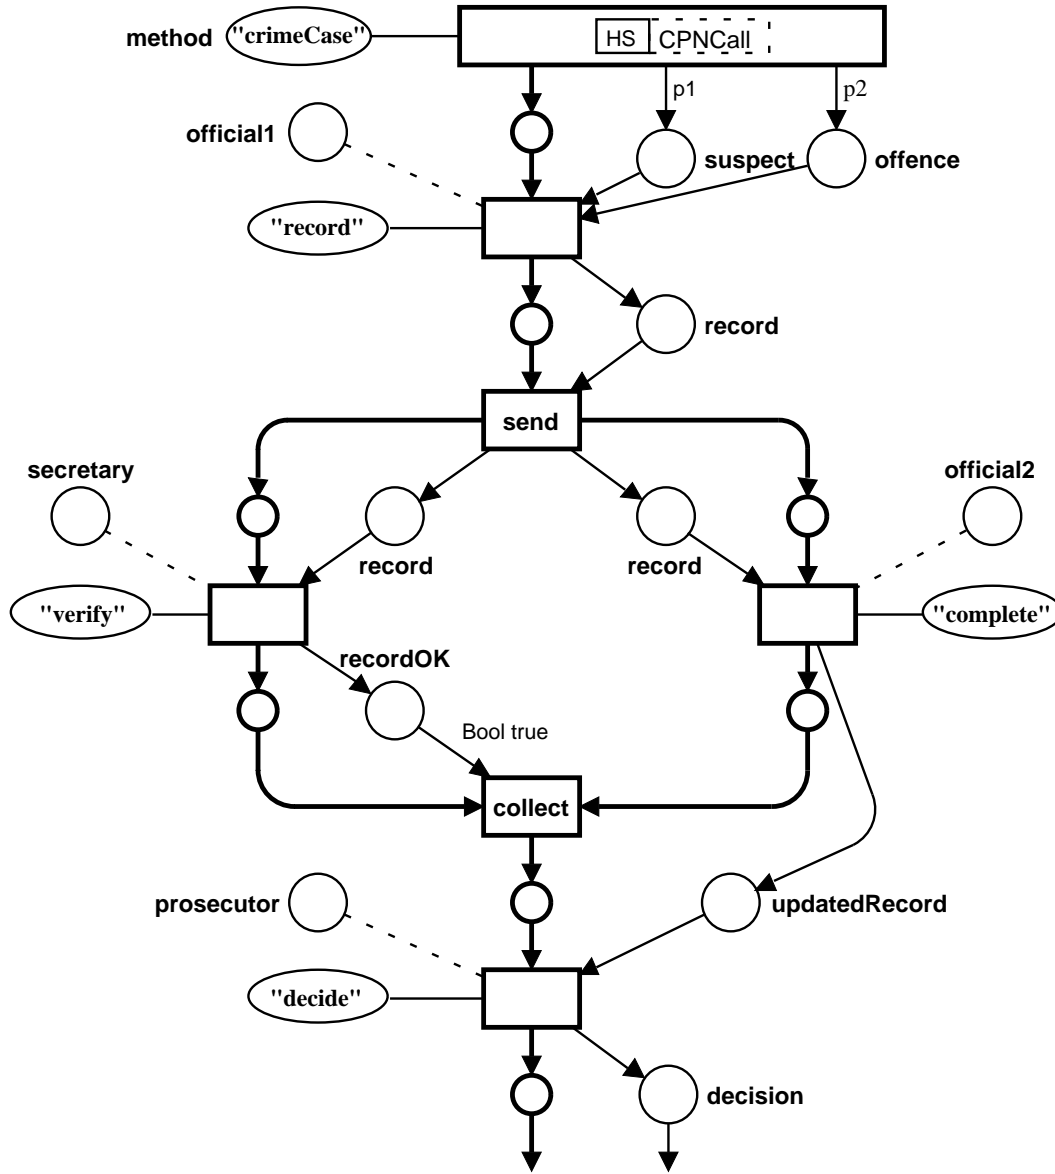 method "crimeCase" HS CPNCall
p1 p2
official1
suspect offence
"record"
record
send
secretary official2
record record
"verify" "complete"
recordOK
Bool true
collect
prosecutor updatedRecord
"decide"
decision